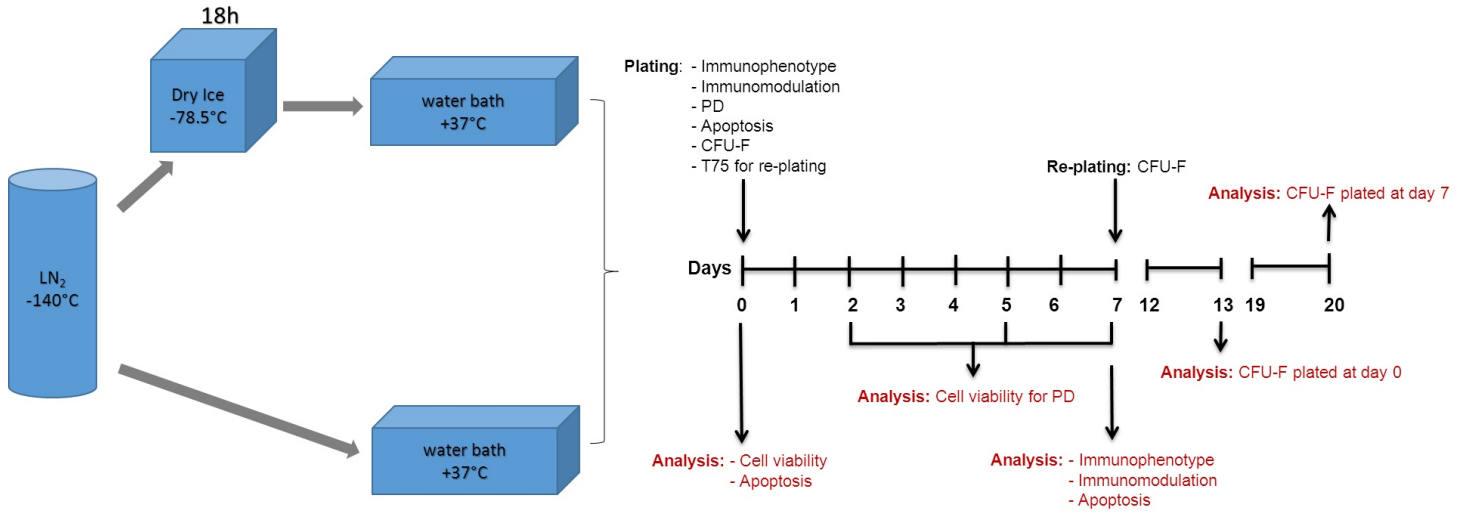 18h
Dry Ice
-78.5°C
water bath
+37°C
LN₂
-140°C
water bath
+37°C
Plating: - Immunophenotype
- Immunomodulation
- PD
- Apoptosis
- CFU-F
- T75 for re-plating
Re-plating: CFU-F
Analysis: CFU-F plated at day 7
Days
0 1 2 3 4 5 6 7 12 13 19 20
Analysis: CFU-F plated at day 0
Analysis: Cell viability for PD
Analysis: - Cell viability
- Apoptosis
Analysis: - Immunophenotype
- Immunomodulation
- Apoptosis